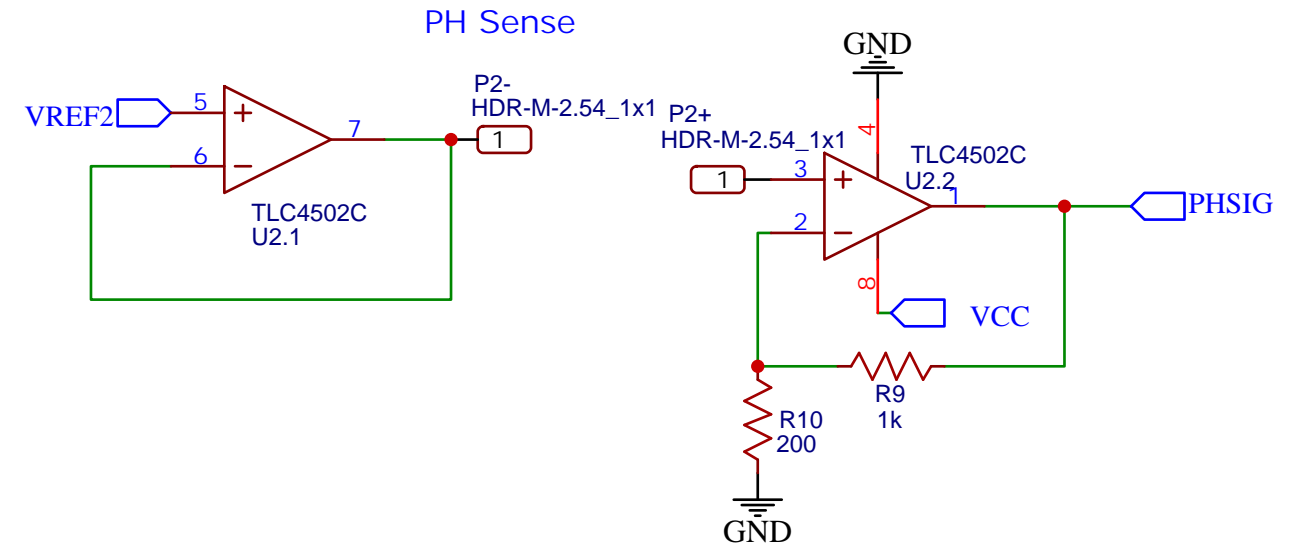 PH Sense
VREF2
5
6
7
P2-
HDR-M-2.54_1x1
1
TLC4502C
U2.1
GND
P2+
HDR-M-2.54_1x1
1
3
2
4
TLC4502C
U2.2
1
PHSIG
8
VCC
R9
1k
R10
200
GND